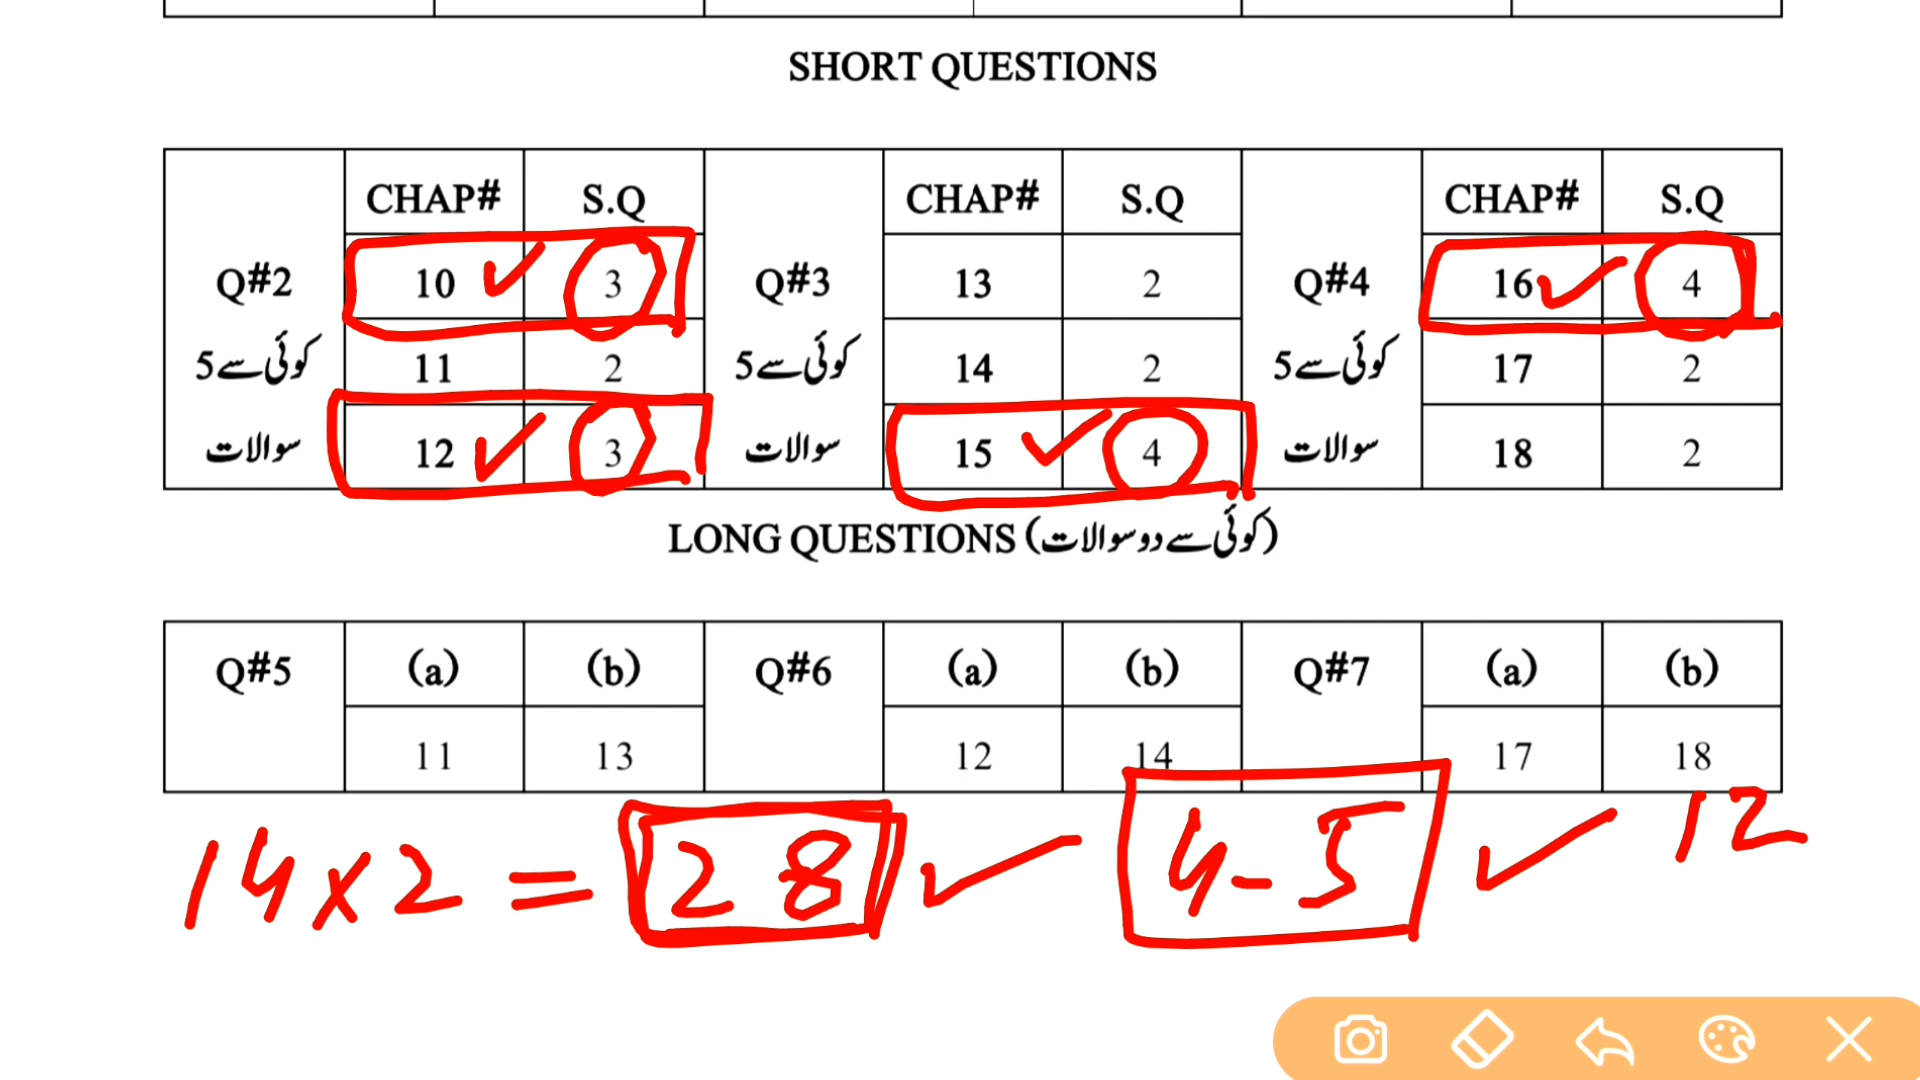 SHORT QUESTIONS
CHAP# S.Q CHAP# S.Q CHAP# S.Q
Q#2 10 3 Q#3 13 2 Q#4 16 4
کوئی سے 5 11 2 کوئی سے 5 14 2 کوئی سے 5 17 2
سوالات 12 3 سوالات 15 4 سوالات 18 2
LONG QUESTIONS (کوئی سے دو سوالات)
Q#5 (a) (b) Q#6 (a) (b) Q#7 (a) (b)
11 13 12 14 17 18
14 x 2 = 28 4-5 12